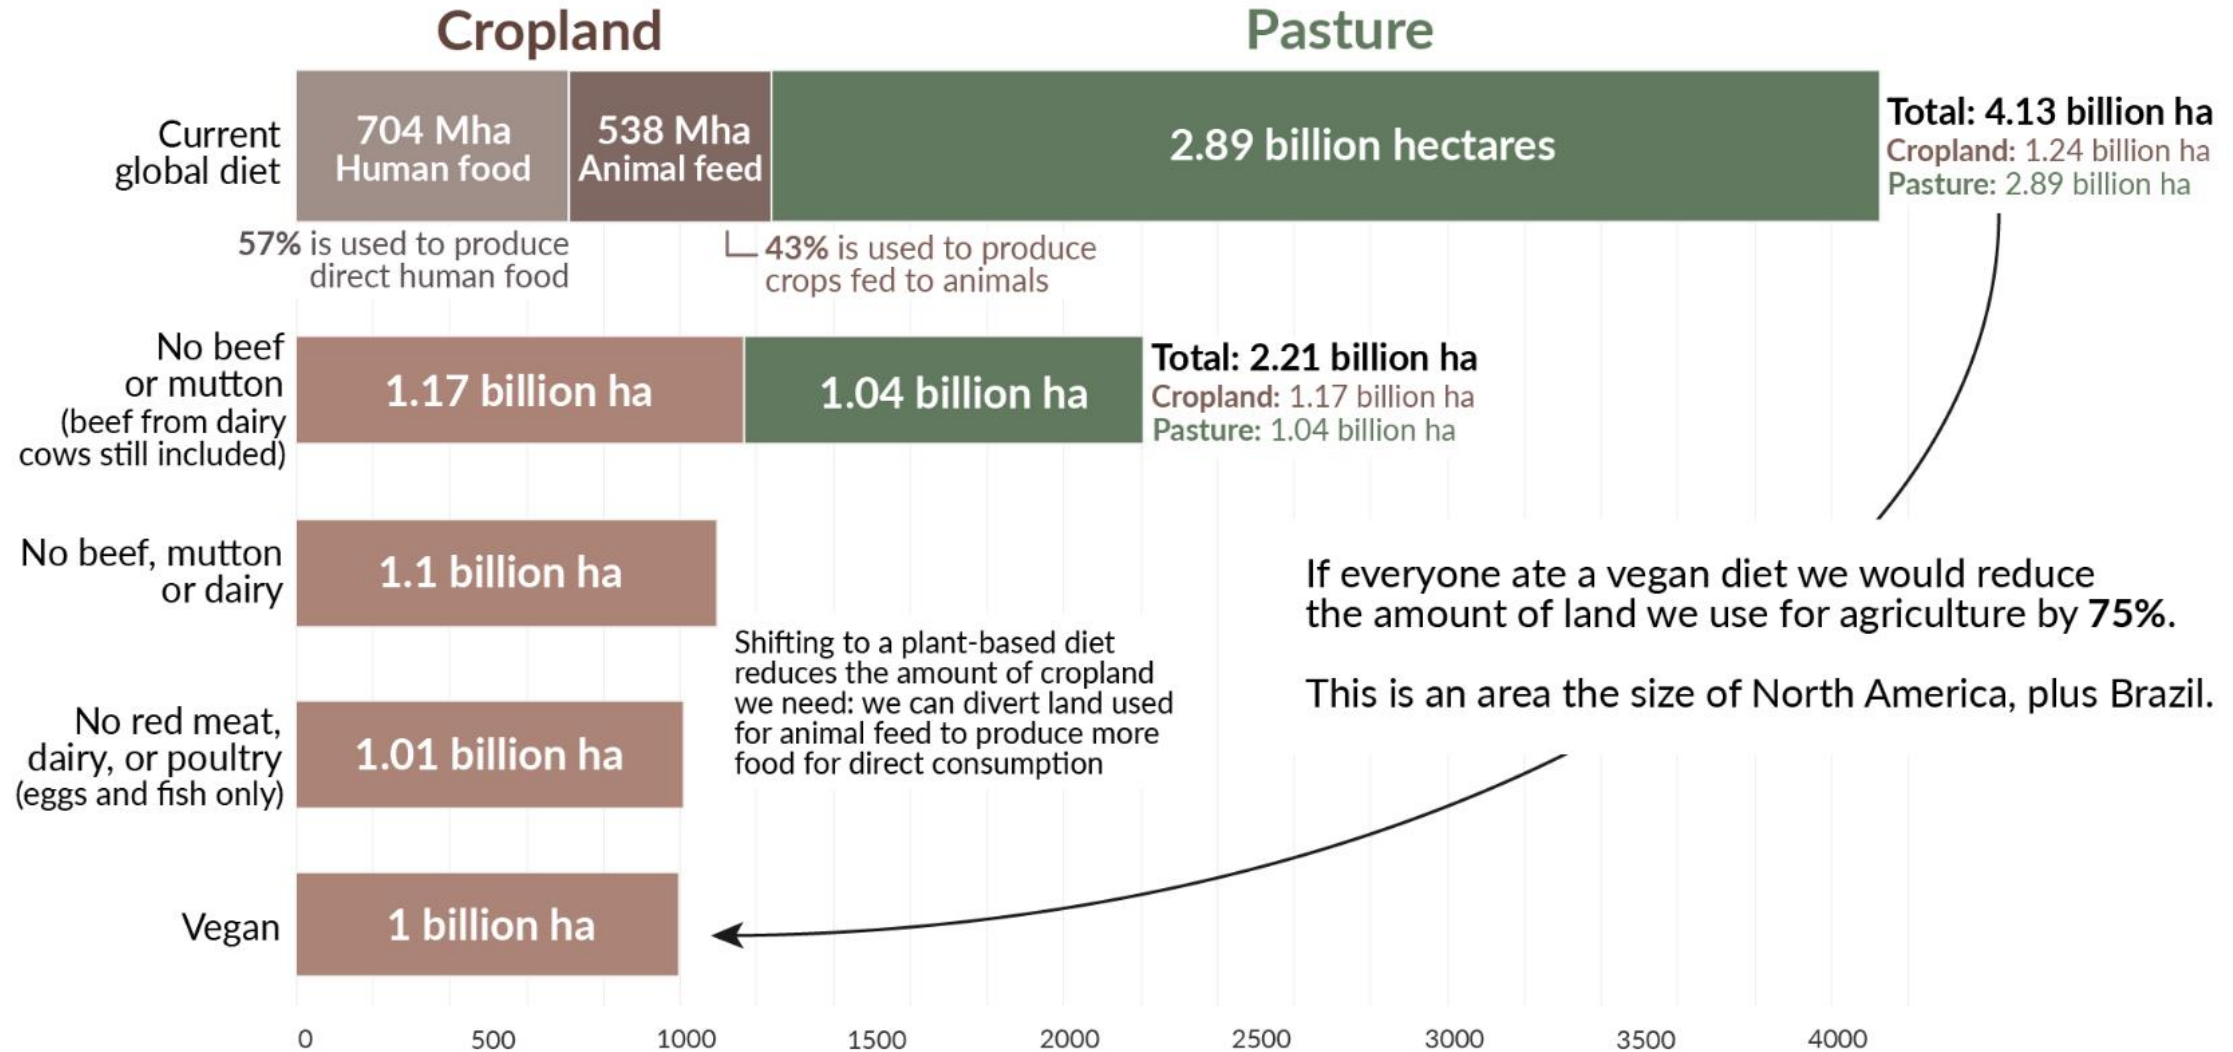 Cropland
Pasture
Current
global diet
704 Mha
Human food
538 Mha
Animal feed
2.89 billion hectares
Total: 4.13 billion ha
Cropland: 1.24 billion ha
Pasture: 2.89 billion ha
57% is used to produce
direct human food
43% is used to produce
crops fed to animals
No beef
or mutton
(beef from dairy
cows still included)
1.17 billion ha
1.04 billion ha
Total: 2.21 billion ha
Cropland: 1.17 billion ha
Pasture: 1.04 billion ha
No beef, mutton
or dairy
1.1 billion ha
If everyone ate a vegan diet we would reduce
the amount of land we use for agriculture by 75%.
This is an area the size of North America, plus Brazil.
Shifting to a plant-based diet
reduces the amount of cropland
we need: we can divert land used
for animal feed to produce more
food for direct consumption
No red meat,
dairy, or poultry
(eggs and fish only)
1.01 billion ha
Vegan
1 billion ha
0 500 1000 1500 2000 2500 3000 3500 4000